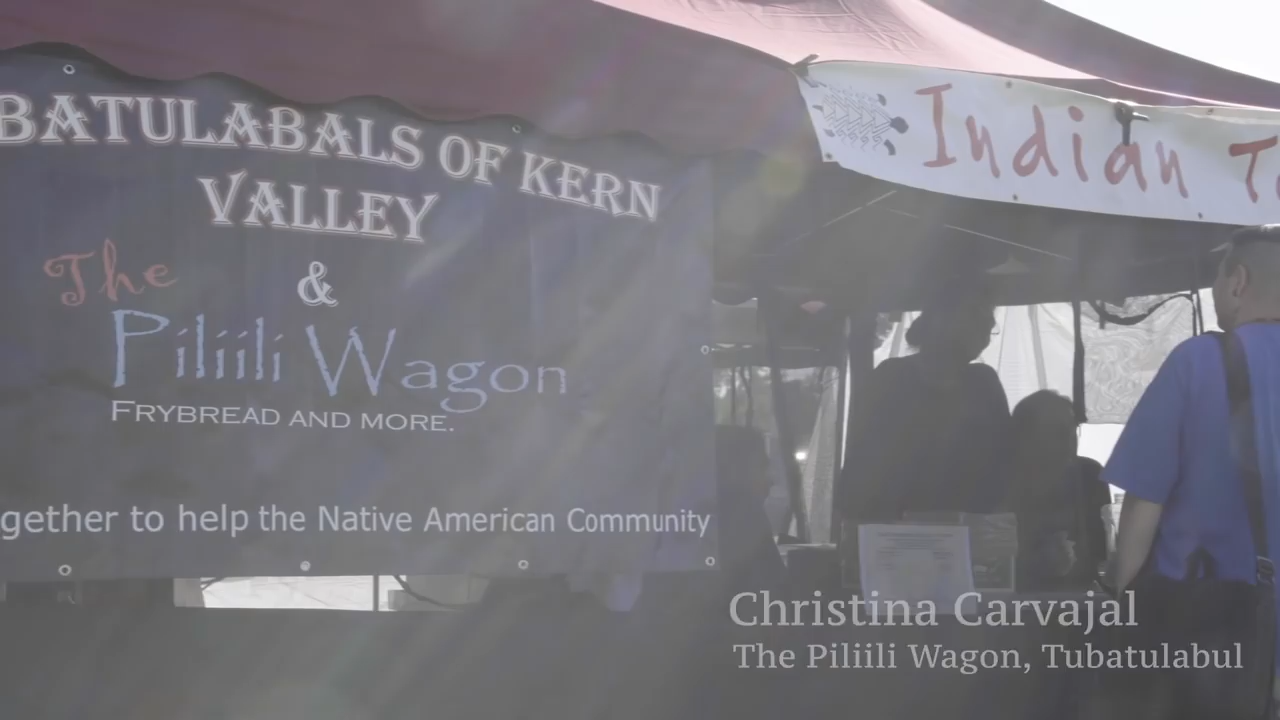 BATULABALS OF KERN
VALLEY
The &
Piliili Wagon
FRYBREAD AND MORE.
gether to help the Native American Community
Indian
Christina Carvajal
The Piliili Wagon, Tubatulabul